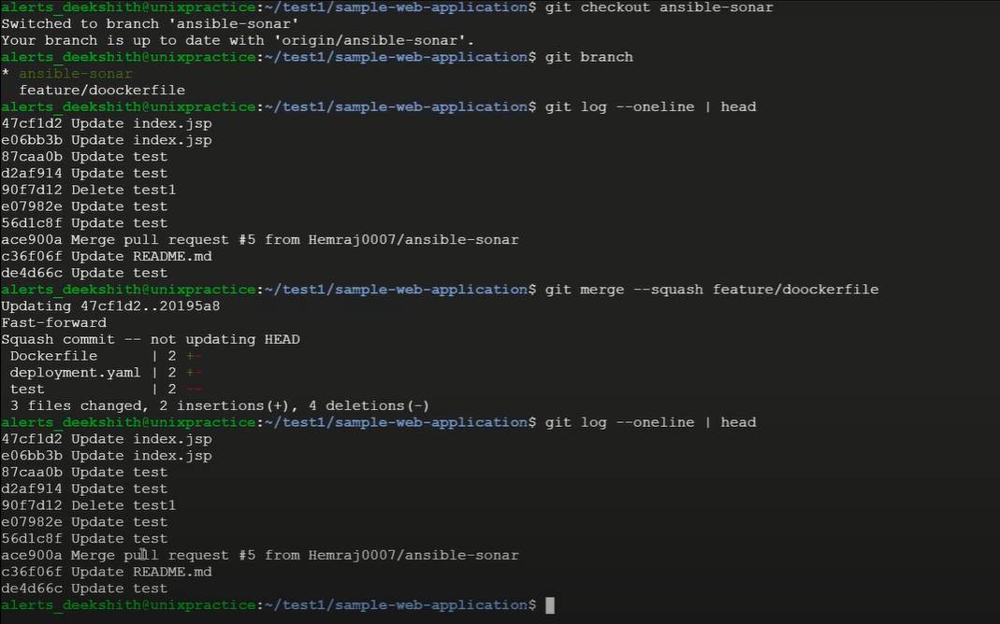 alerts_deekshith@unixpractice:~/test1/sample-web-application$ git checkout ansible-sonar
Switched to branch 'ansible-sonar'
Your branch is up to date with 'origin/ansible-sonar'.
alerts_deekshith@unixpractice:~/test1/sample-web-application$ git branch
* ansible-sonar
  feature/doockerfile
alerts_deekshith@unixpractice:~/test1/sample-web-application$ git log --oneline | head
47cf1d2 Update index.jsp
e06bb3b Update index.jsp
87caa0b Update test
d2af914 Update test
90f7d12 Delete test1
e07982e Update test
56d1c8f Update test
ace900a Merge pull request #5 from Hemraj0007/ansible-sonar
c36f06f Update README.md
de4d66c Update test
alerts_deekshith@unixpractice:~/test1/sample-web-application$ git merge --squash feature/doockerfile
Updating 47cf1d2..20195a8
Fast-forward
Squash commit -- not updating HEAD
 Dockerfile      | 2 +-
 deployment.yaml | 2 +-
 test            | 2 --
 3 files changed, 2 insertions(+), 4 deletions(-)
alerts_deekshith@unixpractice:~/test1/sample-web-application$ git log --oneline | head
47cf1d2 Update index.jsp
e06bb3b Update index.jsp
87caa0b Update test
d2af914 Update test
90f7d12 Delete test1
e07982e Update test
56d1c8f Update test
ace900a Merge pull request #5 from Hemraj0007/ansible-sonar
c36f06f Update README.md
de4d66c Update test
alerts_deekshith@unixpractice:~/test1/sample-web-application$